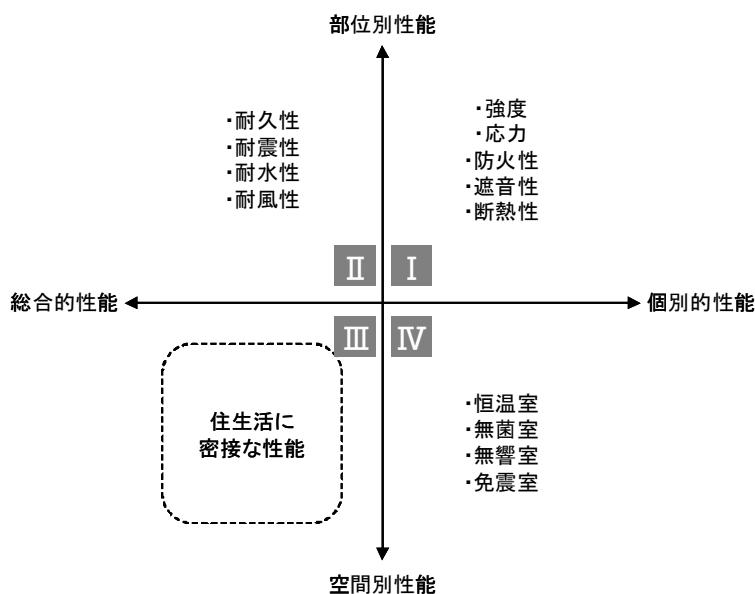 部位別性能
・耐久性
・耐震性
・耐水性
・耐風性
・強度
・応力
・防火性
・遮音性
・断熱性
Ⅱ
Ⅰ
総合的性能
個別的性能
Ⅲ
Ⅳ
住生活に
密接な性能
・恒温室
・無菌室
・無響室
・免震室
空間別性能